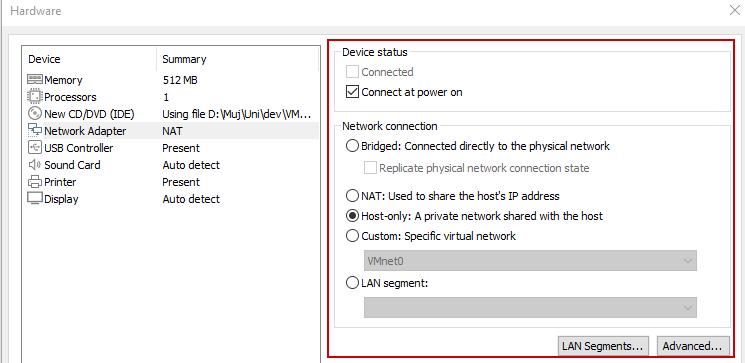 Hardware
Device Summary
Memory 512 MB
Processors 1
New CD/DVD (IDE) Using file D:\Muj\Uni\dev\VM...
Network Adapter NAT
USB Controller Present
Sound Card Auto detect
Printer Present
Display Auto detect
Device status
Connected
Connect at power on
Network connection
Bridged: Connected directly to the physical network
Replicate physical network connection state
NAT: Used to share the host's IP address
Host-only: A private network shared with the host
Custom: Specific virtual network
VMnet0
LAN segment:
LAN Segments... Advanced...